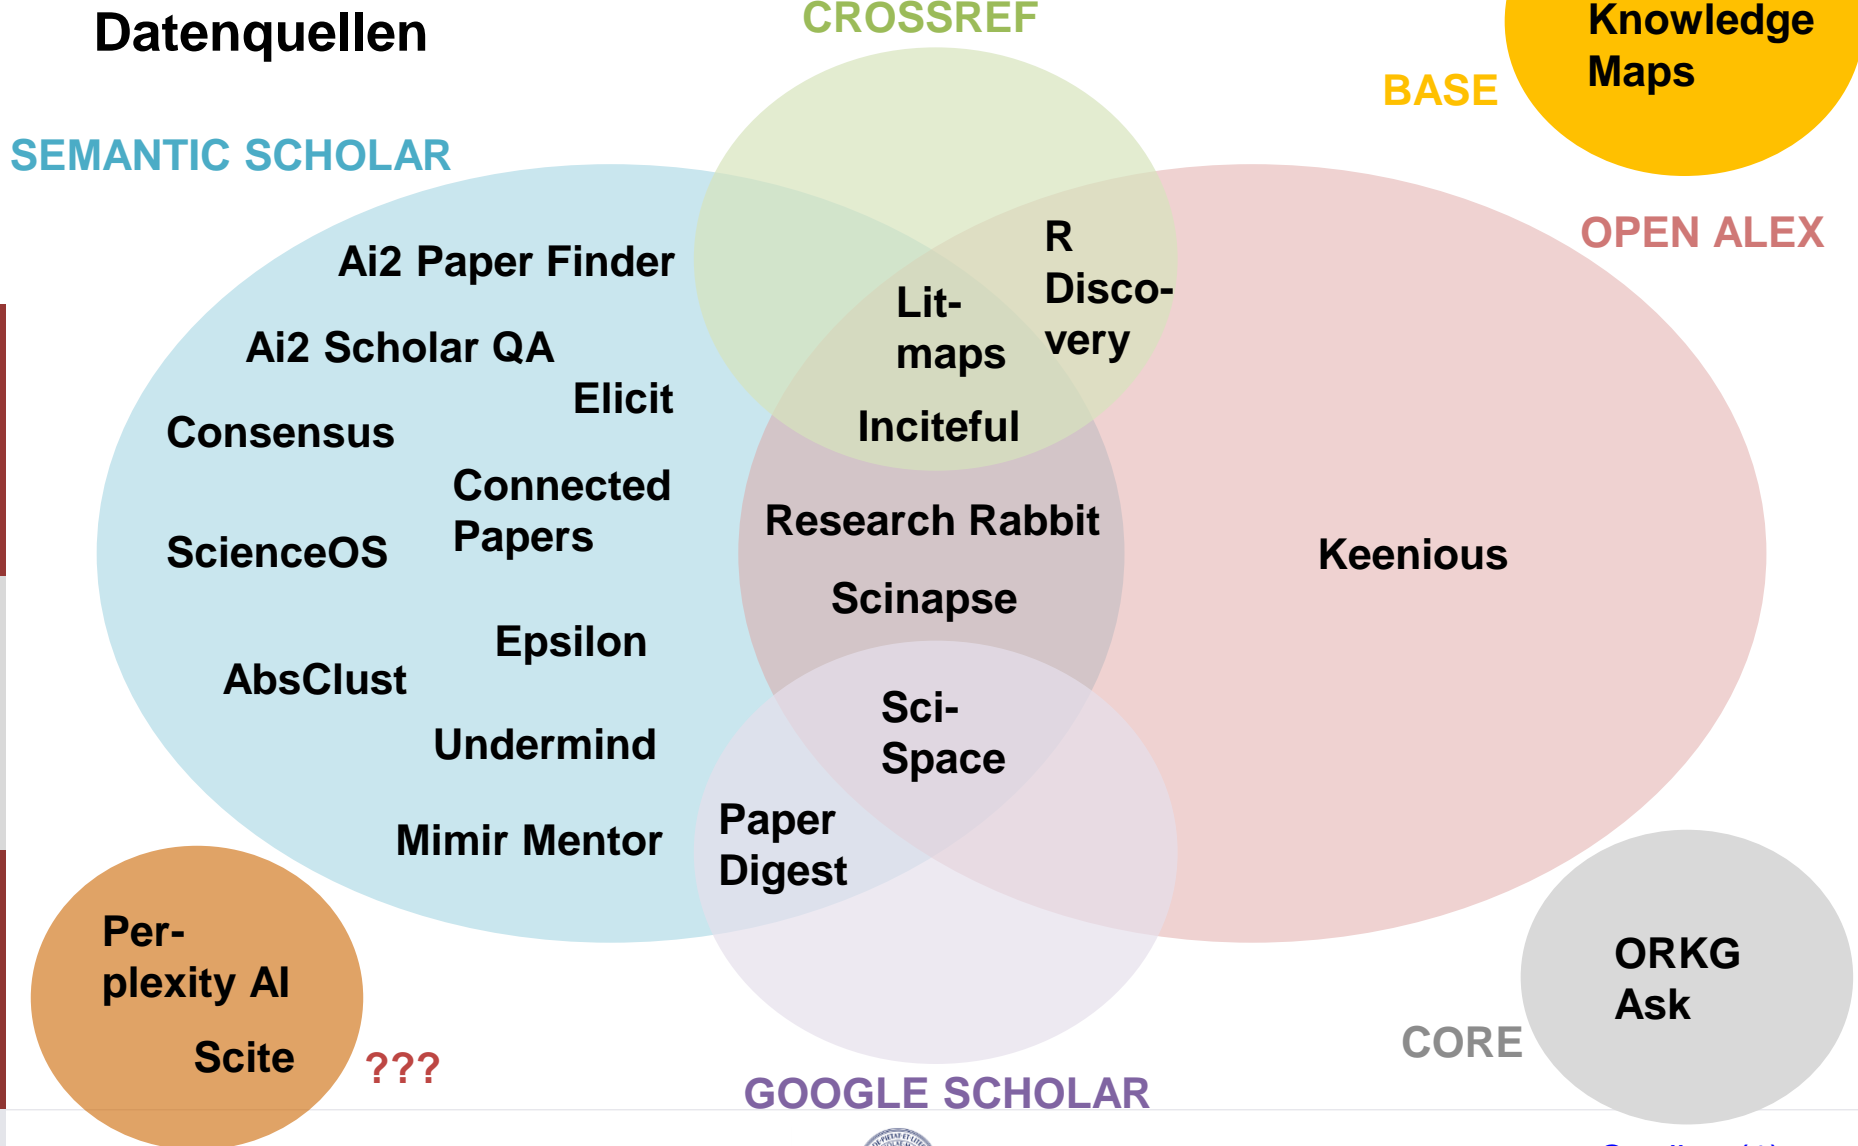 Datenquellen
CROSSREF
Knowledge
Maps
BASE
SEMANTIC SCHOLAR
OPEN ALEX
Ai2 Paper Finder
Ai2 Scholar QA
Elicit
Consensus
Connected
Papers
ScienceOS
Epsilon
AbsClust
Undermind
Mimir Mentor
Lit-
maps
R
Disco-
very
Inciteful
Research Rabbit
Scinapse
Sci-
Space
Paper
Digest
Keenious
Per-
plexity AI
Scite
???
GOOGLE SCHOLAR
CORE
ORKG
Ask